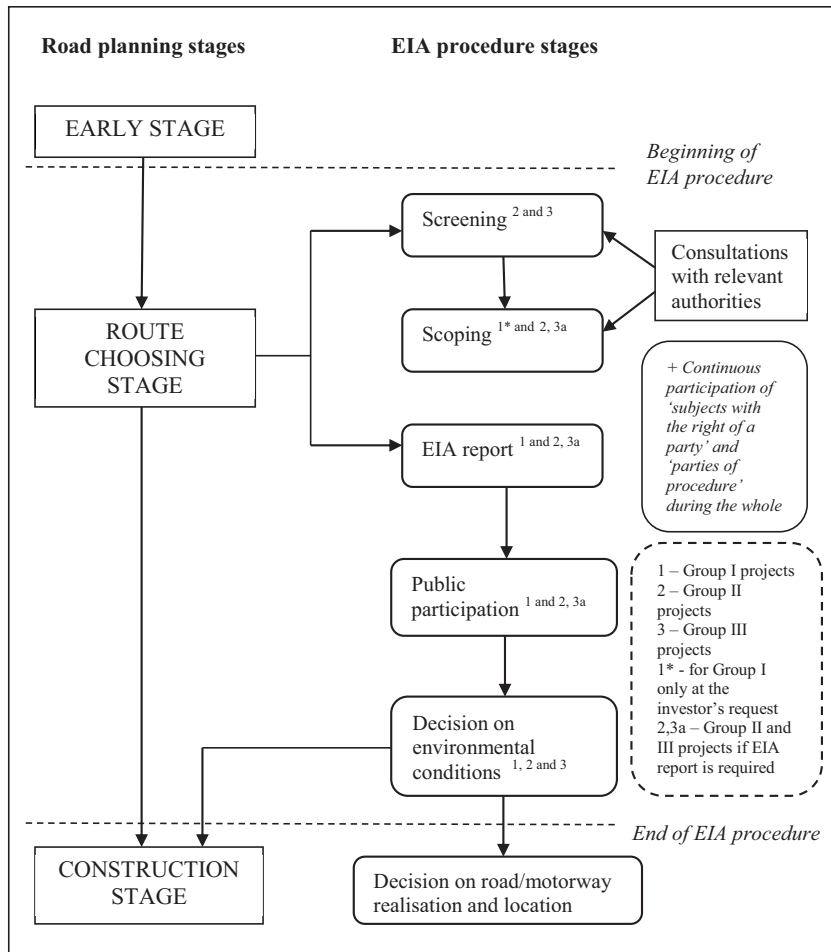 Road planning stages
EIA procedure stages
EARLY STAGE
Beginning of
EIA procedure
Screening 2 and 3
Consultations
with relevant
authorities
Scoping 1* and 2, 3a
ROUTE
CHOOSING
STAGE
+ Continuous
participation of
‘subjects with
the right of a
party’ and
‘parties of
procedure’
during the whole
EIA report 1 and 2, 3a
Public
participation 1 and 2, 3a
1 – Group I projects
2 – Group II
projects
3 – Group III
projects
1* - for Group I
only at the
investor’s request
2,3a – Group II and
III projects if EIA
report is required
Decision on
environmental
conditions 1, 2 and 3
End of EIA procedure
CONSTRUCTION
STAGE
Decision on road/motorway
realisation and location